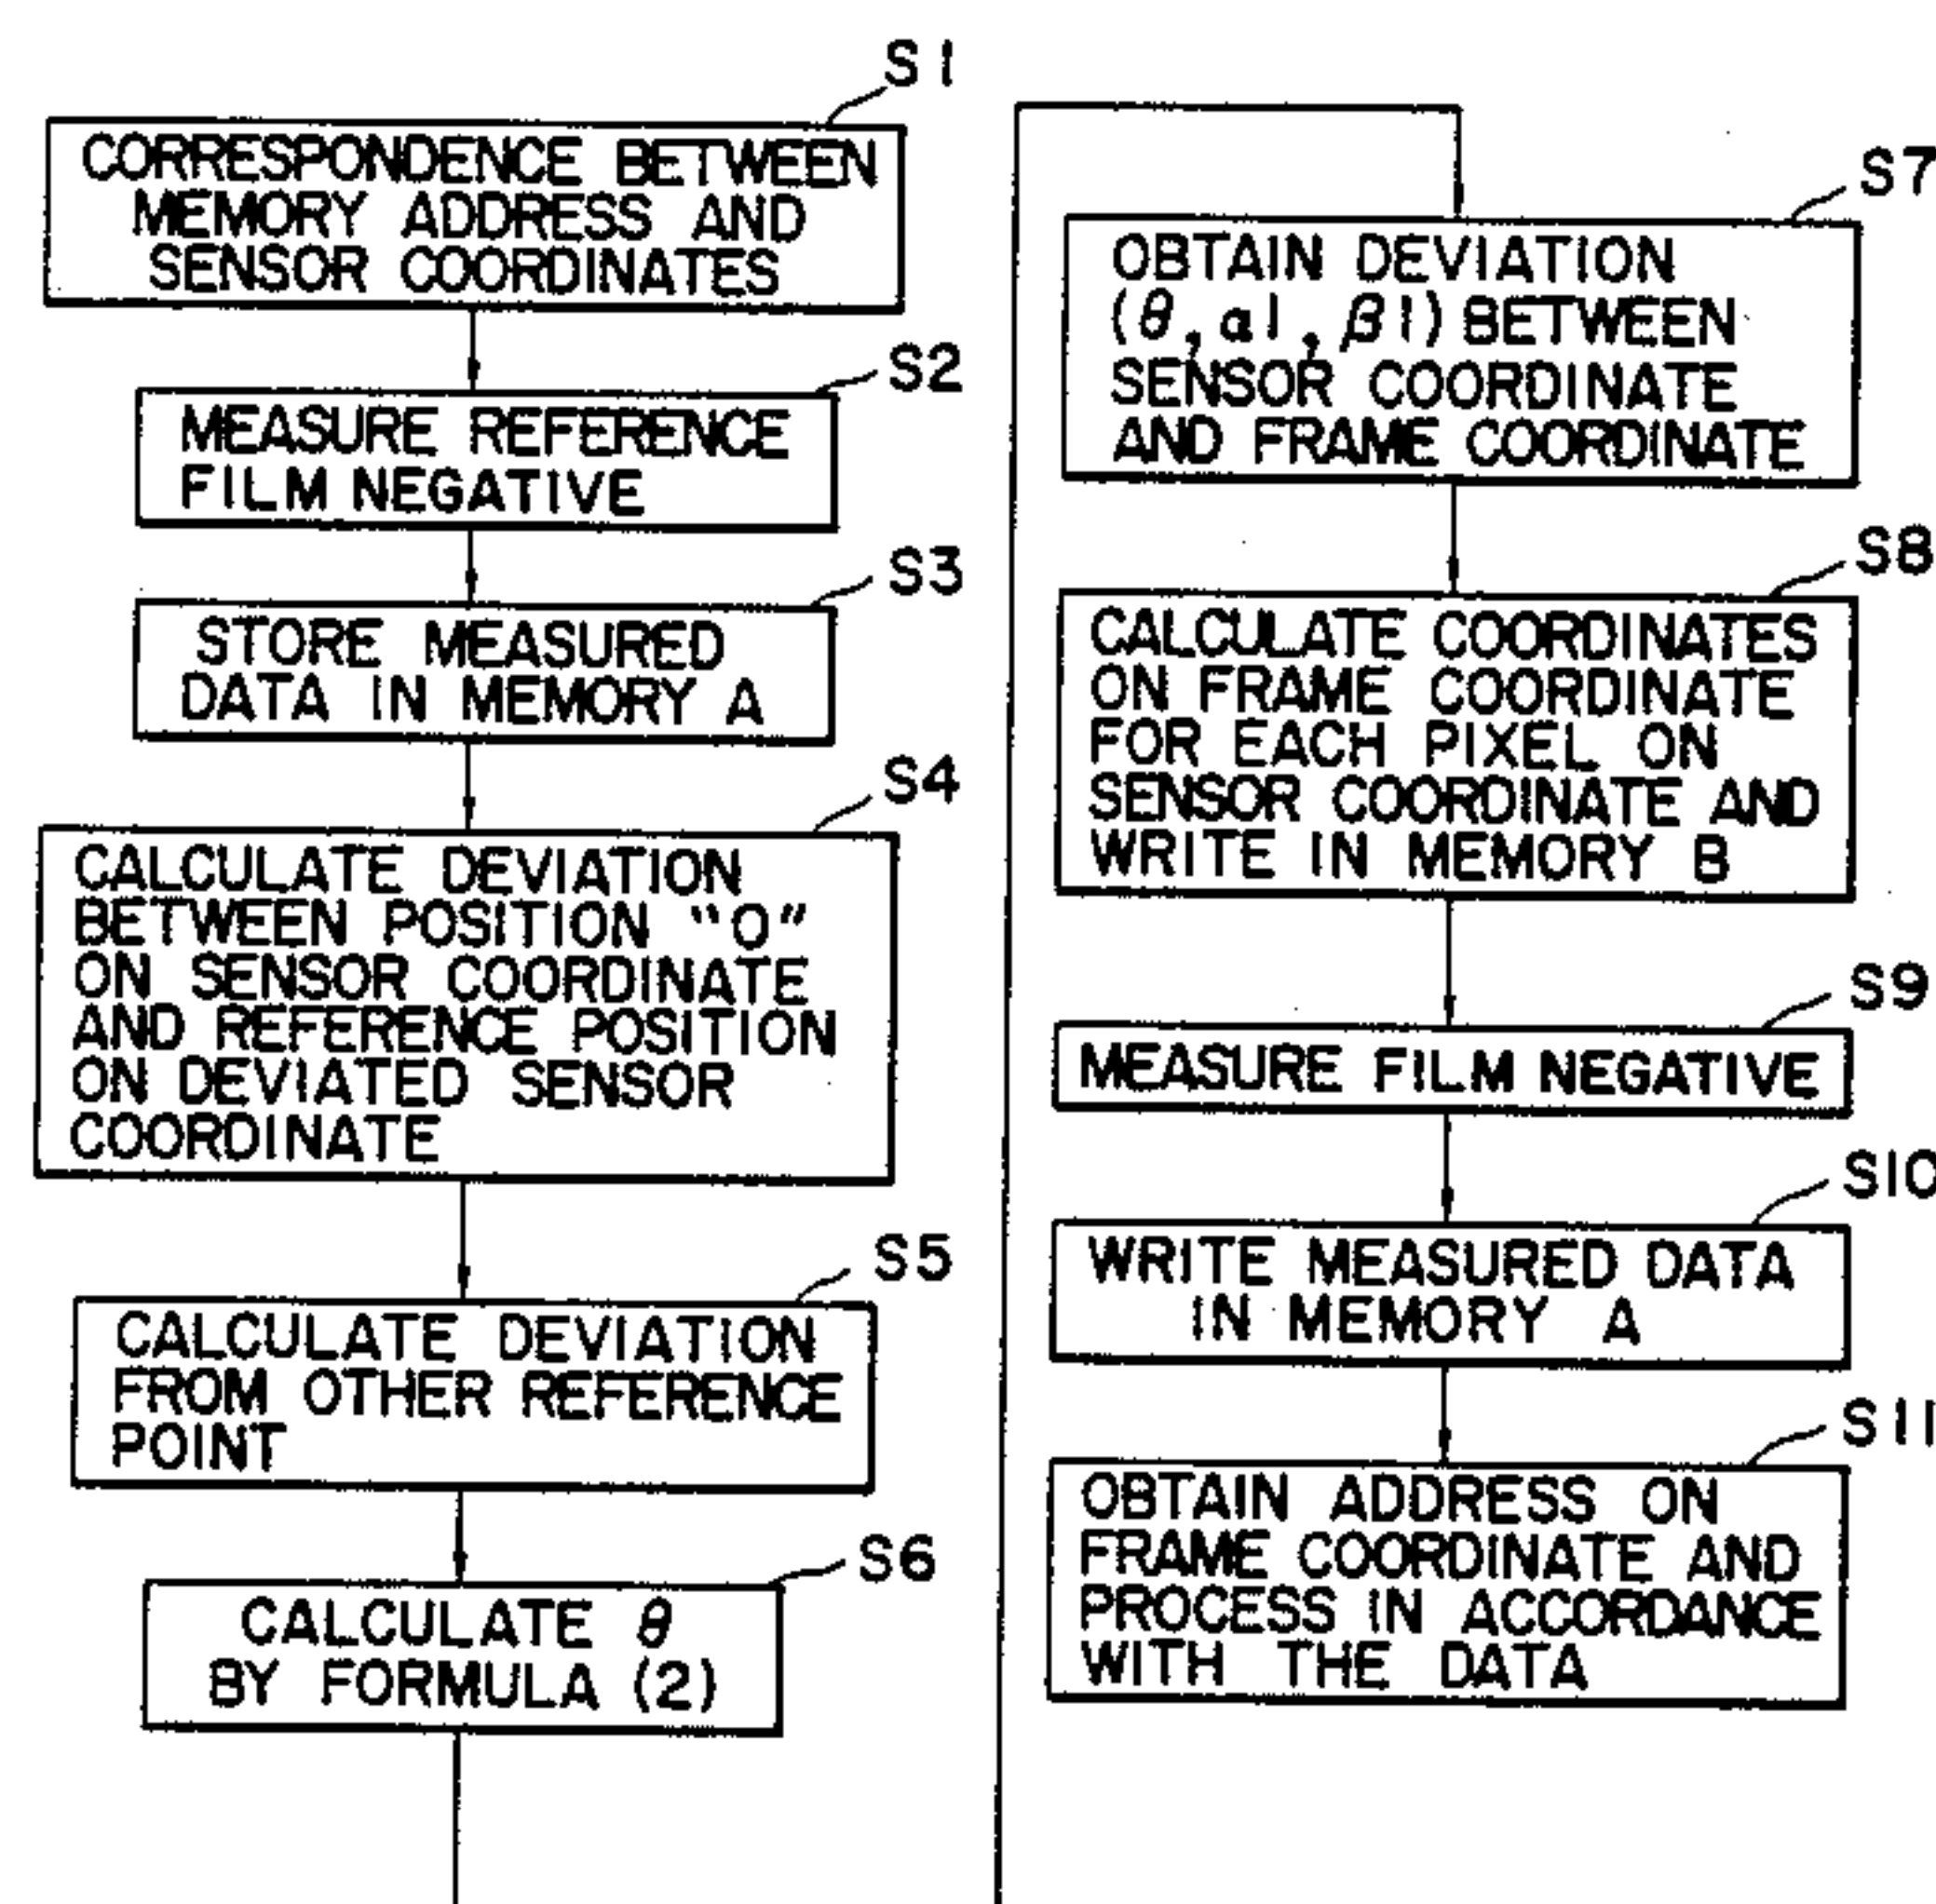 S1
CORRESPONDENCE BETWEEN
MEMORY ADDRESS AND
SENSOR COORDINATES
S2
MEASURE REFERENCE
FILM NEGATIVE
S3
STORE MEASURED
DATA IN MEMORY A
S4
CALCULATE DEVIATION
BETWEEN POSITION "O"
ON SENSOR COORDINATE
AND REFERENCE POSITION
ON DEVIATED SENSOR
COORDINATE
S5
CALCULATE DEVIATION
FROM OTHER REFERENCE
POINT
S6
CALCULATE θ
BY FORMULA (2)
S7
OBTAIN DEVIATION
(θ, α1, β1) BETWEEN
SENSOR COORDINATE
AND FRAME COORDINATE
S8
CALCULATE COORDINATES
ON FRAME COORDINATE
FOR EACH PIXEL ON
SENSOR COORDINATE AND
WRITE IN MEMORY B
S9
MEASURE FILM NEGATIVE
S10
WRITE MEASURED DATA
IN MEMORY A
S11
OBTAIN ADDRESS ON
FRAME COORDINATE AND
PROCESS IN ACCORDANCE
WITH THE DATA